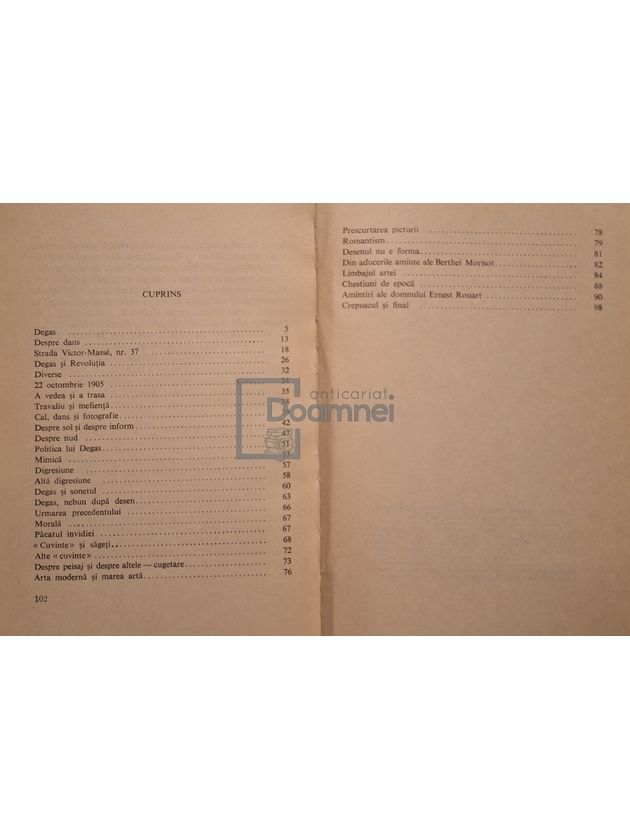 CUPRINS
Degas 5
Despre dans 13
Strada Victor-Massé, nr. 37 18
Degas și Revoluția 26
Diverse 32
22 octombrie 1905 34
A vedea și a trasa 35
Travaliu și mefiență 38
Cal, dans și fotografie 
Despre sol și despre inform 42
Despre nud 47
Politica lui Degas 51
Mimică 53
Digresiune 57
Altă digresiune 58
Degas și sonetul 60
Degas, nebun după desen 63
Urmarea precedentului 66
Morală 67
Păcatul invidiei 67
«Cuvinte» și săgeți 68
Alte «cuvinte» 72
Despre peisaj și despre altele — cugetare 73
Arta modernă și marea artă 76
102
Prescurtarea picturii 78
Romantism 79
Desenul nu e forma 81
Din aducerile aminte ale Berthei Morisot 82
Limbajul artei 84
Chestiuni de epocă 88
Amintiri ale domnului Ernest Rouart 90
Crepuscul și final 98
anticariat
Doamnei